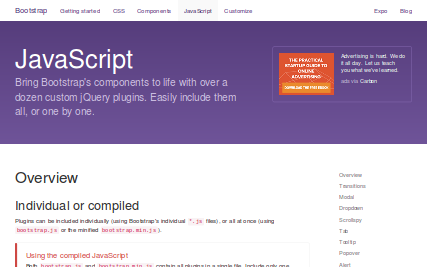 Bootstrap Getting started CSS Components JavaScript Customize Expo Blog
JavaScript
Bring Bootstrap's components to life with over a
dozen custom jQuery plugins. Easily include them
all, or one by one.
THE PRACTICAL
STARTUP GUIDE TO
ONLINE
ADVERTISING
DOWNLOAD THE FREE EBOOK
Advertising is hard. We do
it all day. Let us teach
you what we've learned.
ads via Carbon
Overview
Individual or compiled
Plugins can be included individually (using Bootstrap's individual *.js files), or all at once (using
bootstrap.js or the minified bootstrap.min.js).
Using the compiled JavaScript
Both bootstrap.js and bootstrap.min.js contain all plugins in a single file. Include only one.
Overview
Transitions
Modal
Dropdown
Scrollspy
Tab
Tooltip
Popover
Alert